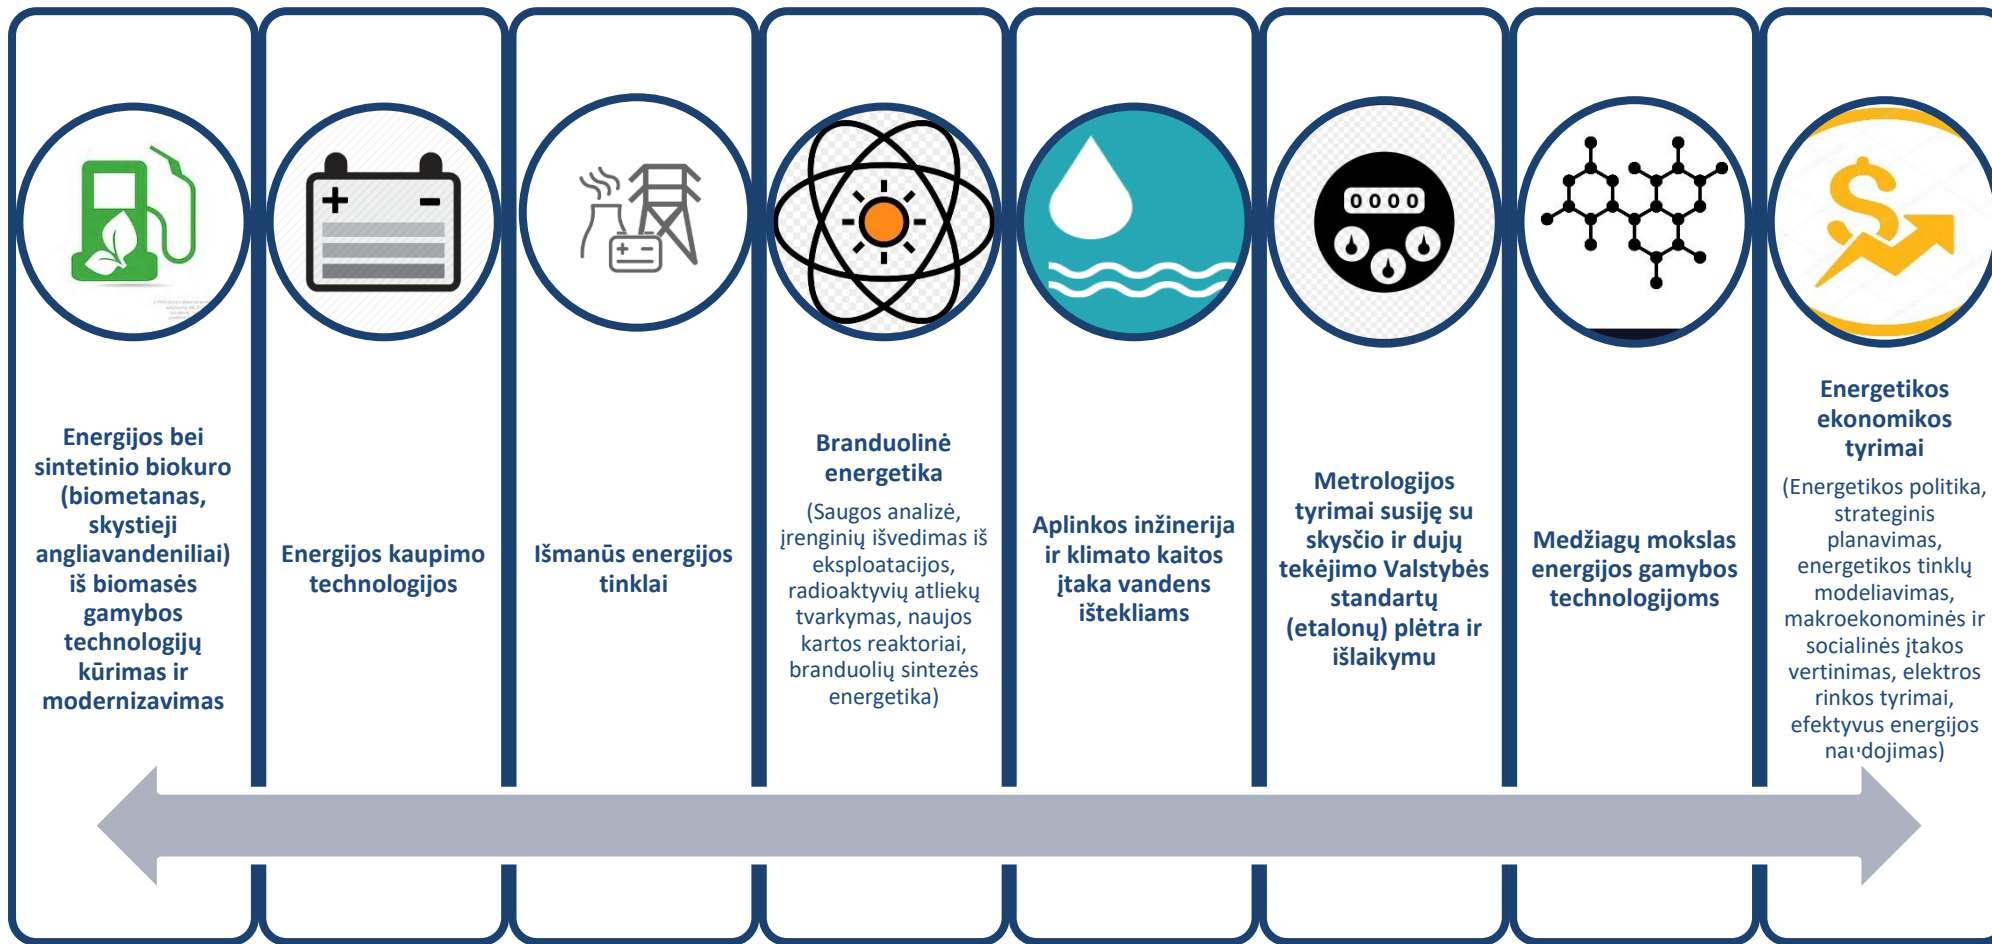 Energijos bei
sintetinio biokuro
(biometanas,
skystieji
angliavandeniliai)
iš biomasės
gamybos
technologijų
kūrimas ir
modernizavimas
Energijos kaupimo
technologijos
Išmanūs energijos
tinklai
Branduolinė
energetika
(Saugos analizė,
įrenginių išvedimas iš
eksploatacijos,
radioaktyvių atliekų
tvarkymas, naujos
kartos reaktoriai,
branduolių sintezės
energetika)
Aplinkos inžinerija
ir klimato kaitos
įtaka vandens
ištekliams
0000
Metrologijos
tyrimai susiję su
skysčio ir dujų
tekėjimo Valstybės
standartų
(etalonų) plėtra ir
išlaikymu
Medžiagų mokslas
energijos gamybos
technologijoms
Energetikos
ekonomikos
tyrimai
(Energetikos politika,
strateginis
planavimas,
energetikos tinklų
modeliavimas,
makroekonominės ir
socialinės įtakos
vertinimas, elektros
rinkos tyrimai,
efektyvus energijos
naudojimas)